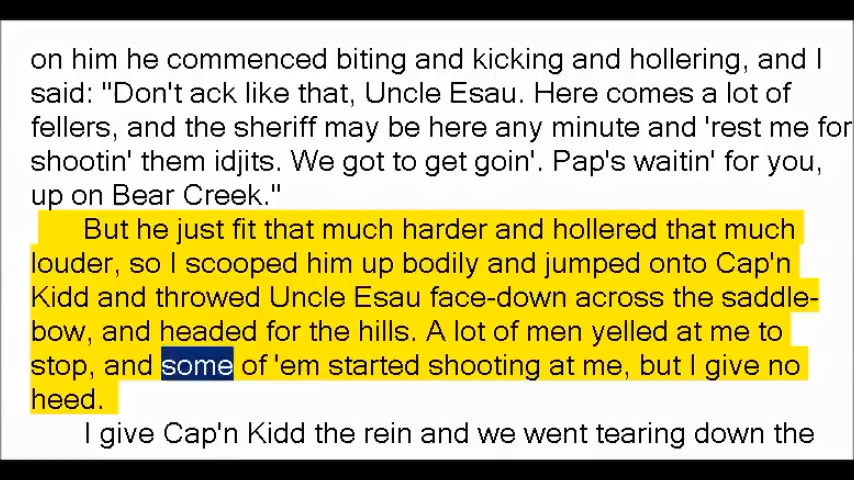 on him he commenced biting and kicking and hollering, and I
said: "Don't ack like that, Uncle Esau. Here comes a lot of
fellers, and the sheriff may be here any minute and 'rest me for
shootin' them idjits. We got to get goin'. Pap's waitin' for you,
up on Bear Creek."
But he just fit that much harder and hollered that much
louder, so I scooped him up bodily and jumped onto Cap'n
Kidd and throwed Uncle Esau face-down across the saddle-
bow, and headed for the hills. A lot of men yelled at me to
stop, and some of 'em started shooting at me, but I give no
heed.
I give Cap'n Kidd the rein and we went tearing down the